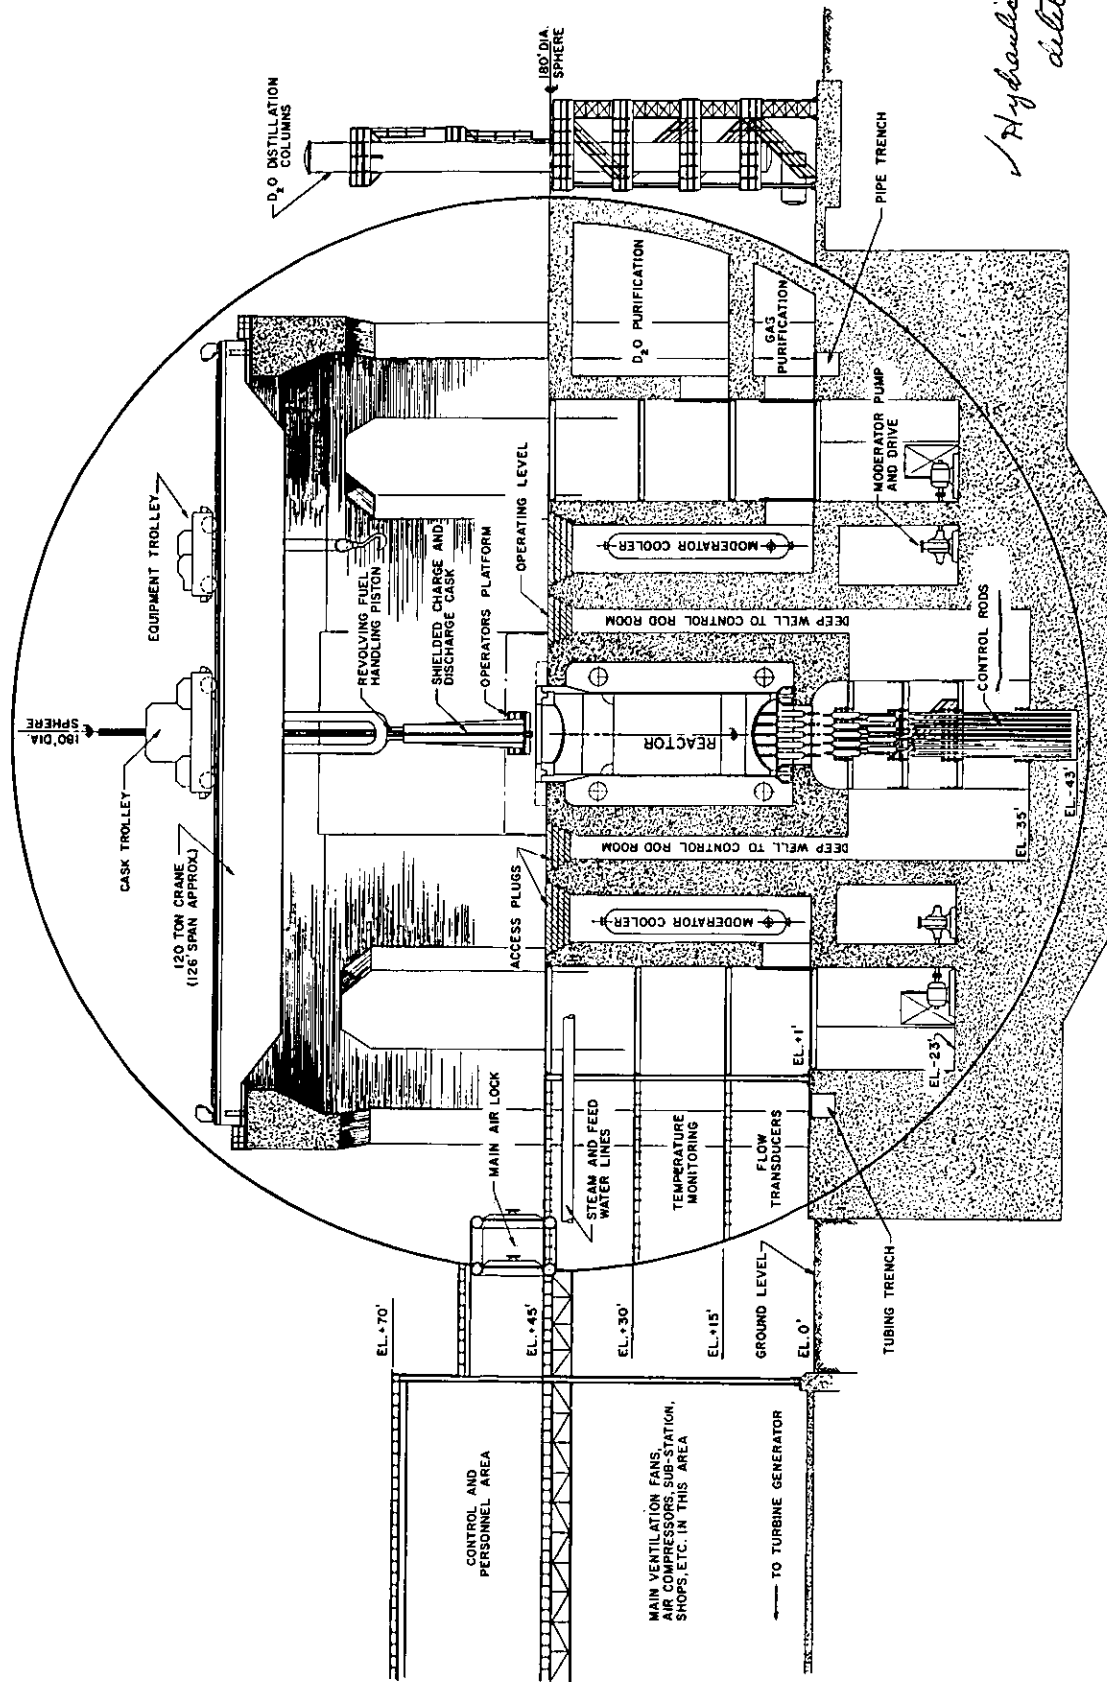 180' DIA.
SPHERE
CASK TROLLEY
EQUIPMENT TROLLEY
120 TON CRANE
(126' SPAN APPROX.)
D₂O DISTILLATION
COLUMNS
REVOLVING FUEL
HANDLING PISTON
SHIELDED CHARGE AND
DISCHARGE CASK
OPERATORS PLATFORM
OPERATING LEVEL
180' DIA.
SPHERE
EL.+70'
MAIN AIR LOCK
ACCESS PLUGS
EL.+45'
CONTROL AND
PERSONNEL AREA
STEAM AND FEED
WATER LINES
EL.+30'
TEMPERATURE
MONITORING
EL.+15'
FLOW
TRANSDUCERS
GROUND LEVEL
EL. 0'
EL.+1'
MAIN VENTILATION FANS,
AIR COMPRESSORS, SUB-STATION,
SHOPS, ETC. IN THIS AREA
TO TURBINE GENERATOR
MODERATOR COOLER
DEEP WELL TO CONTROL ROD ROOM
REACTOR
DEEP WELL TO CONTROL ROD ROOM
MODERATOR COOLER
D₂O PURIFICATION
GAS
PURIFICATION
PIPE TRENCH
MODERATOR PUMP
AND DRIVE
CONTROL RODS
TUBING TRENCH
EL.-23'
EL.-35'
EL.-43'
✓ Hydraulic